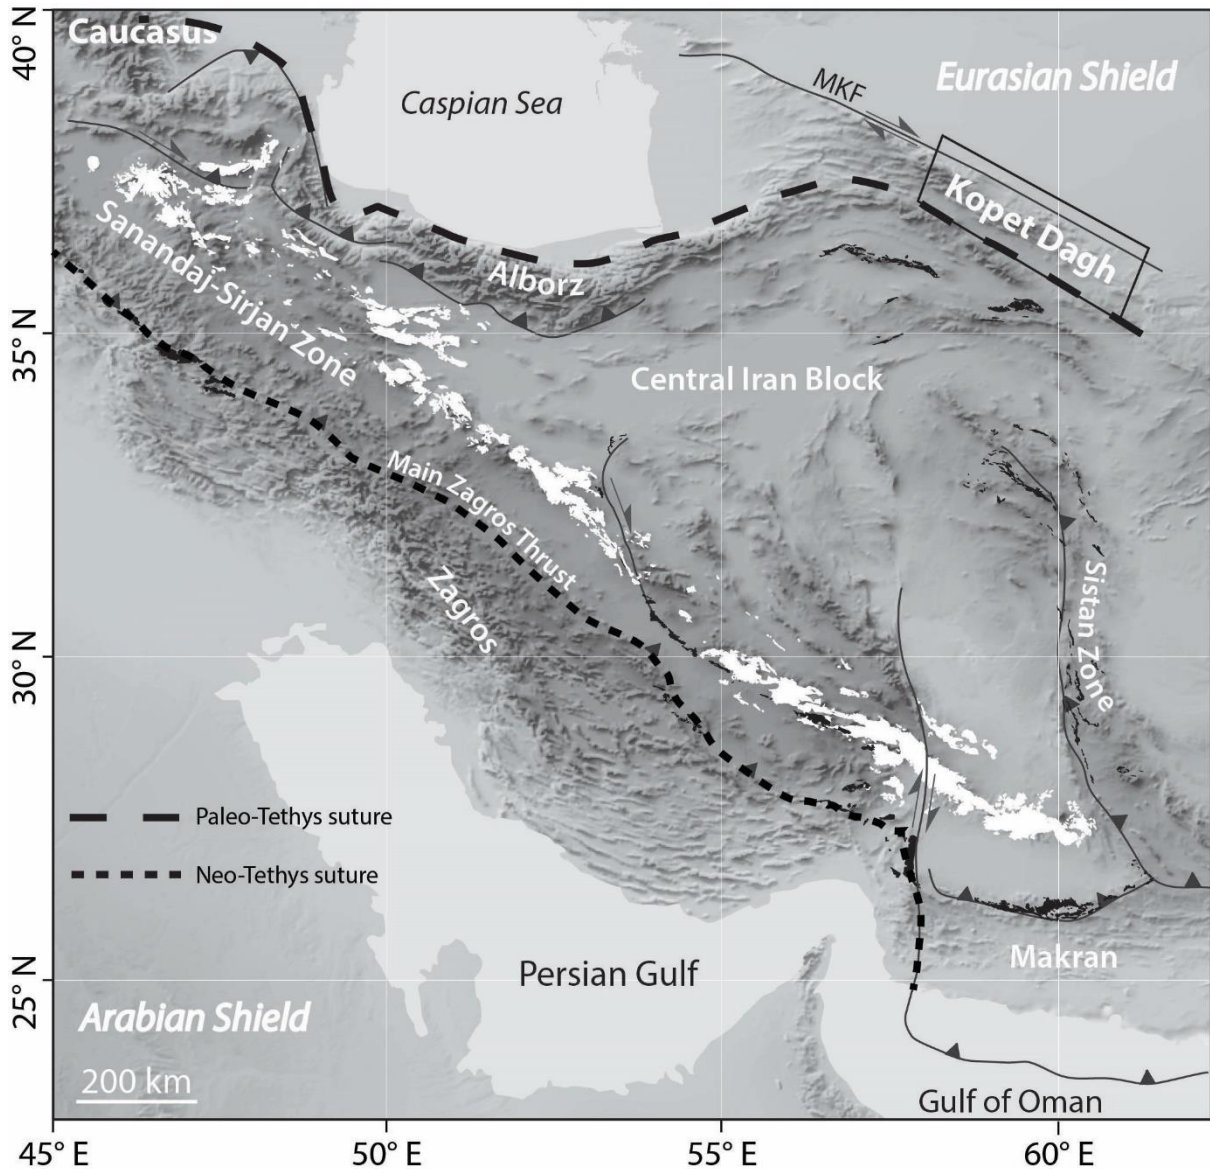 40° N
Caucasus
Caspian Sea
Eurasian Shield
MKF
Kopet Dagh
Sanandaj-Sirjan Zone
Alborz
35° N
Central Iran Block
Main Zagros Thrust
Zagros
Sistan Zone
30° N
Paleo-Tethys suture
Neo-Tethys suture
Makran
Persian Gulf
25° N
Arabian Shield
200 km
Gulf of Oman
45° E
50° E
55° E
60° E